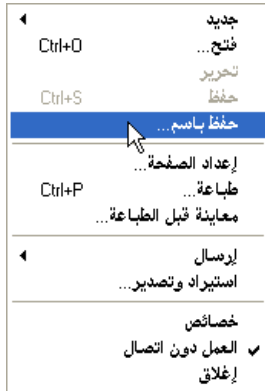 جديد
فتح... Ctrl+O
تحرير
حفظ Ctrl+S
حفظ باسم...
إعداد الصفحة...
طباعة... Ctrl+P
معاينة قبل الطباعة...
إرسال
استيراد وتصدير...
خصائص
العمل دون اتصال
إغلاق